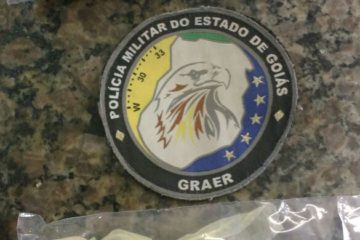 POLÍCIA MILITAR DO ESTADO DE GOIÁS
W 30 33
GRAER